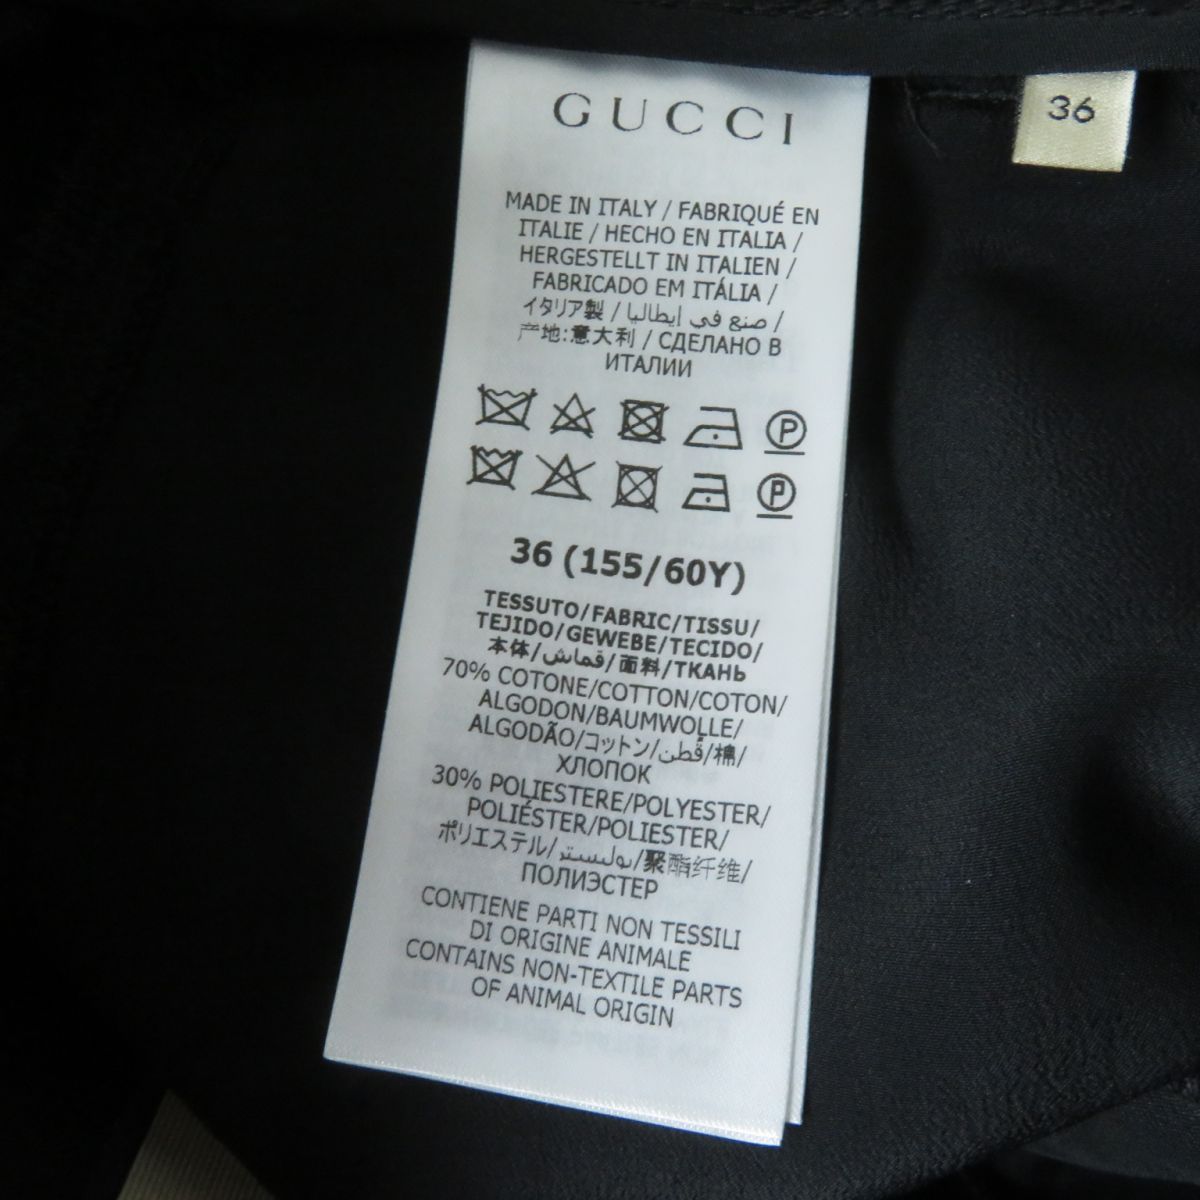 GUCCI
36
MADE IN ITALY / FABRIQUÉ EN
ITALIE / HECHO EN ITALIA /
HERGESTELLT IN ITALIEN /
FABRICADO EM ITÁLIA /
イタリア製 / صنع في إيطاليا /
产地:意大利 / СДЕЛАНО В
ИТАЛИИ
P
P
36 (155/60Y)
TESSUTO/FABRIC/TISSU/
TEJIDO/GEWEBE/TECIDO/
本体/قماش/面料/ТКАНЬ
70% COTONE/COTTON/COTON/
ALGODON/BAUMWOLLE/
ALGODÃO/コットン/قطن/棉/
ХЛОПОК
30% POLIESTERE/POLYESTER/
POLIÉSTER/POLIESTER/
ポリエステル/بوليستر/聚酯纤维/
ПОЛИЭСТЕР
CONTIENE PARTI NON TESSILI
DI ORIGINE ANIMALE
CONTAINS NON-TEXTILE PARTS
OF ANIMAL ORIGIN